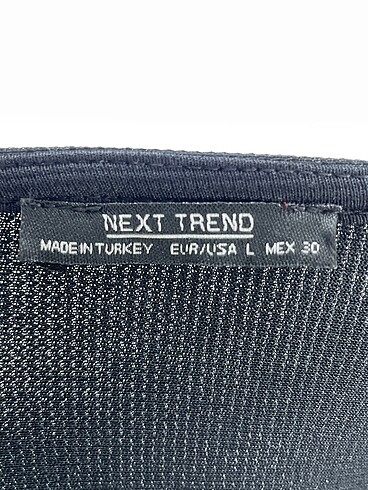 NEXT TREND
MADE IN TURKEY EUR/USA L MEX 30